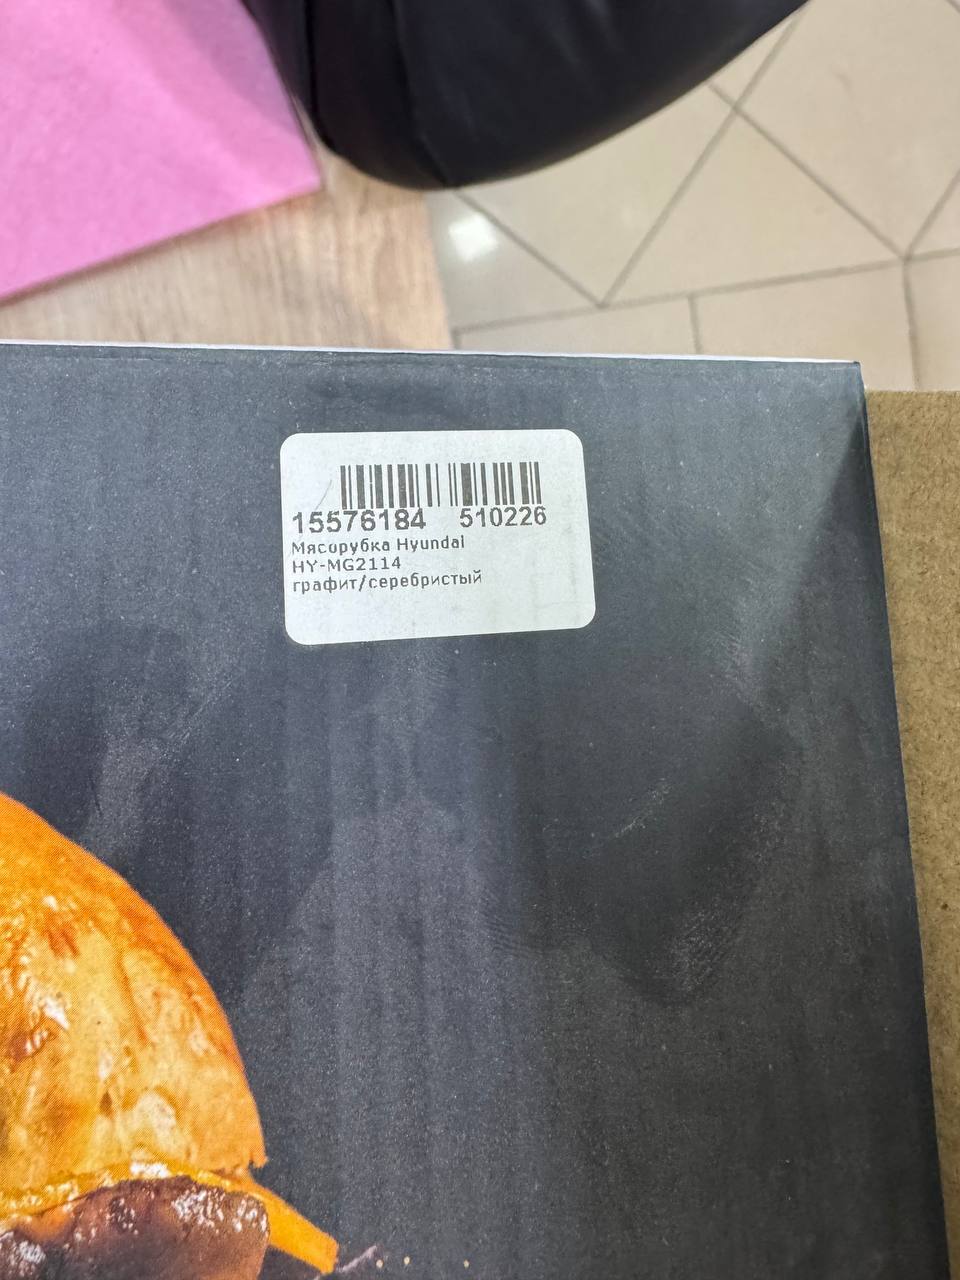 15576184 510226
Мясорубка Hyundai
HY-MG2114
графит/серебристый